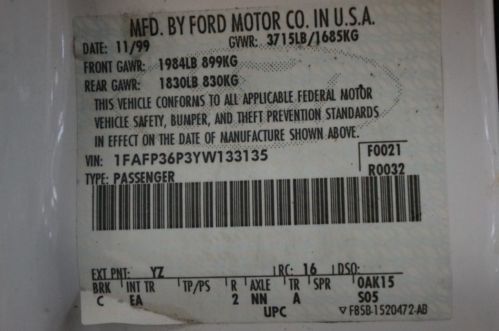 MFD. BY FORD MOTOR CO. IN U.S.A.
DATE: 11/99 GVWR: 3715LB/1685KG
FRONT GAWR: 1984LB 899KG
REAR GAWR: 1830LB 830KG
THIS VEHICLE CONFORMS TO ALL APPLICABLE FEDERAL MOTOR
VEHICLE SAFETY, BUMPER, AND THEFT PREVENTION STANDARDS
IN EFFECT ON THE DATE OF MANUFACTURE SHOWN ABOVE.
VIN: 1FAFP36P3YW133135 F0021
TYPE: PASSENGER R0032
EXT PNT: YZ RC: 16 DSO:
BRK INT TR TP/PS R AXLE TR SPR 0AK15
C EA 2 NN A S05
UPC ▽F85B-1520472-AB